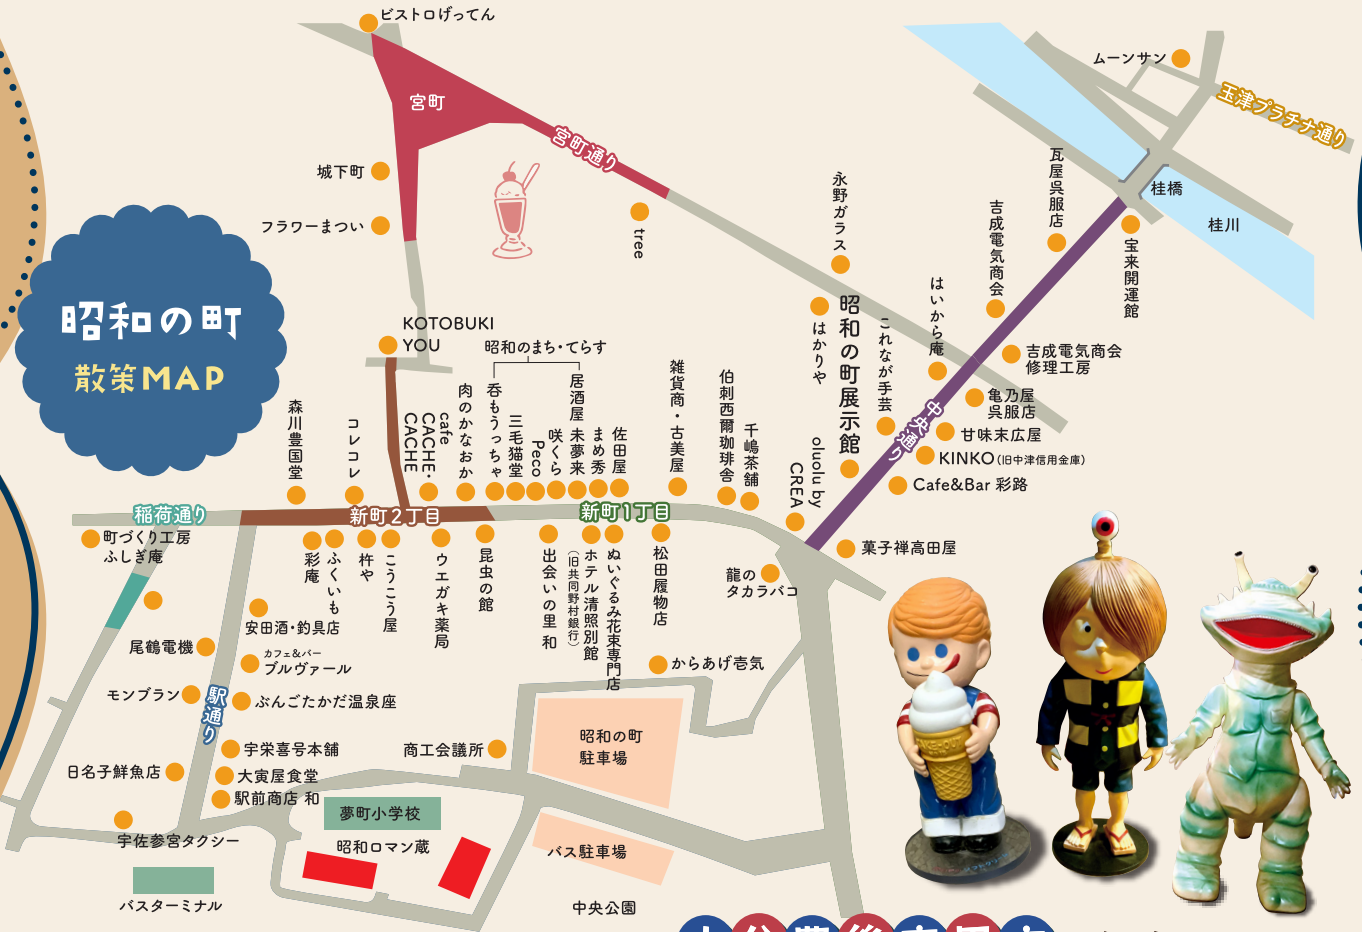 ビストロげってん
宮町
宮町通り
城下町
フラワーまつい
tree
ムーンサン
玉津プラチナ通り
桂橋
桂川
瓦屋呉服店
吉成電気商会
宝来開運館
永野ガラス
はかりや
昭和の町展示館
これなが手芸
はいから庵
吉成電気商会
修理工房
亀乃屋
呉服店
甘味末広屋
KINKO(旧中津信用金庫)
Cafe&Bar 彩路
中央通り
菓子禅高田屋
昭和の町
散策MAP
KOTOBUKI
YOU
昭和のまち・てらす
森川豊国堂
コレコレ
cafe
CACHE・
CACHE
肉のかなおか
呑もうっちゃ
三毛猫堂
Peco
咲くら
居酒屋 未夢来
まめ秀
佐田屋
雑貨商・古美屋
伯剌西爾珈琲舎
千嶋茶舗
oluolu by
CREA
稲荷通り
新町2丁目
新町1丁目
町づくり工房
ふしぎ庵
彩庵
ふくいも
杵や
こうこう屋
ウエガキ薬局
昆虫の館
出会いの里 和
ホテル清照別館
(旧共同野村銀行)
ぬいぐるみ花束専門店
松田履物店
龍の
タカラバコ
安田酒・釣具店
尾鶴電機
カフェ&バー
ブルヴァール
モンブラン
駅通り
ぶんごたかだ温泉座
からあげ壱気
宇栄喜号本舗
商工会議所
昭和の町
駐車場
日名子鮮魚店
大寅屋食堂
駅前商店 和
宇佐参宮タクシー
夢町小学校
昭和ロマン蔵
バス駐車場
バスターミナル
中央公園